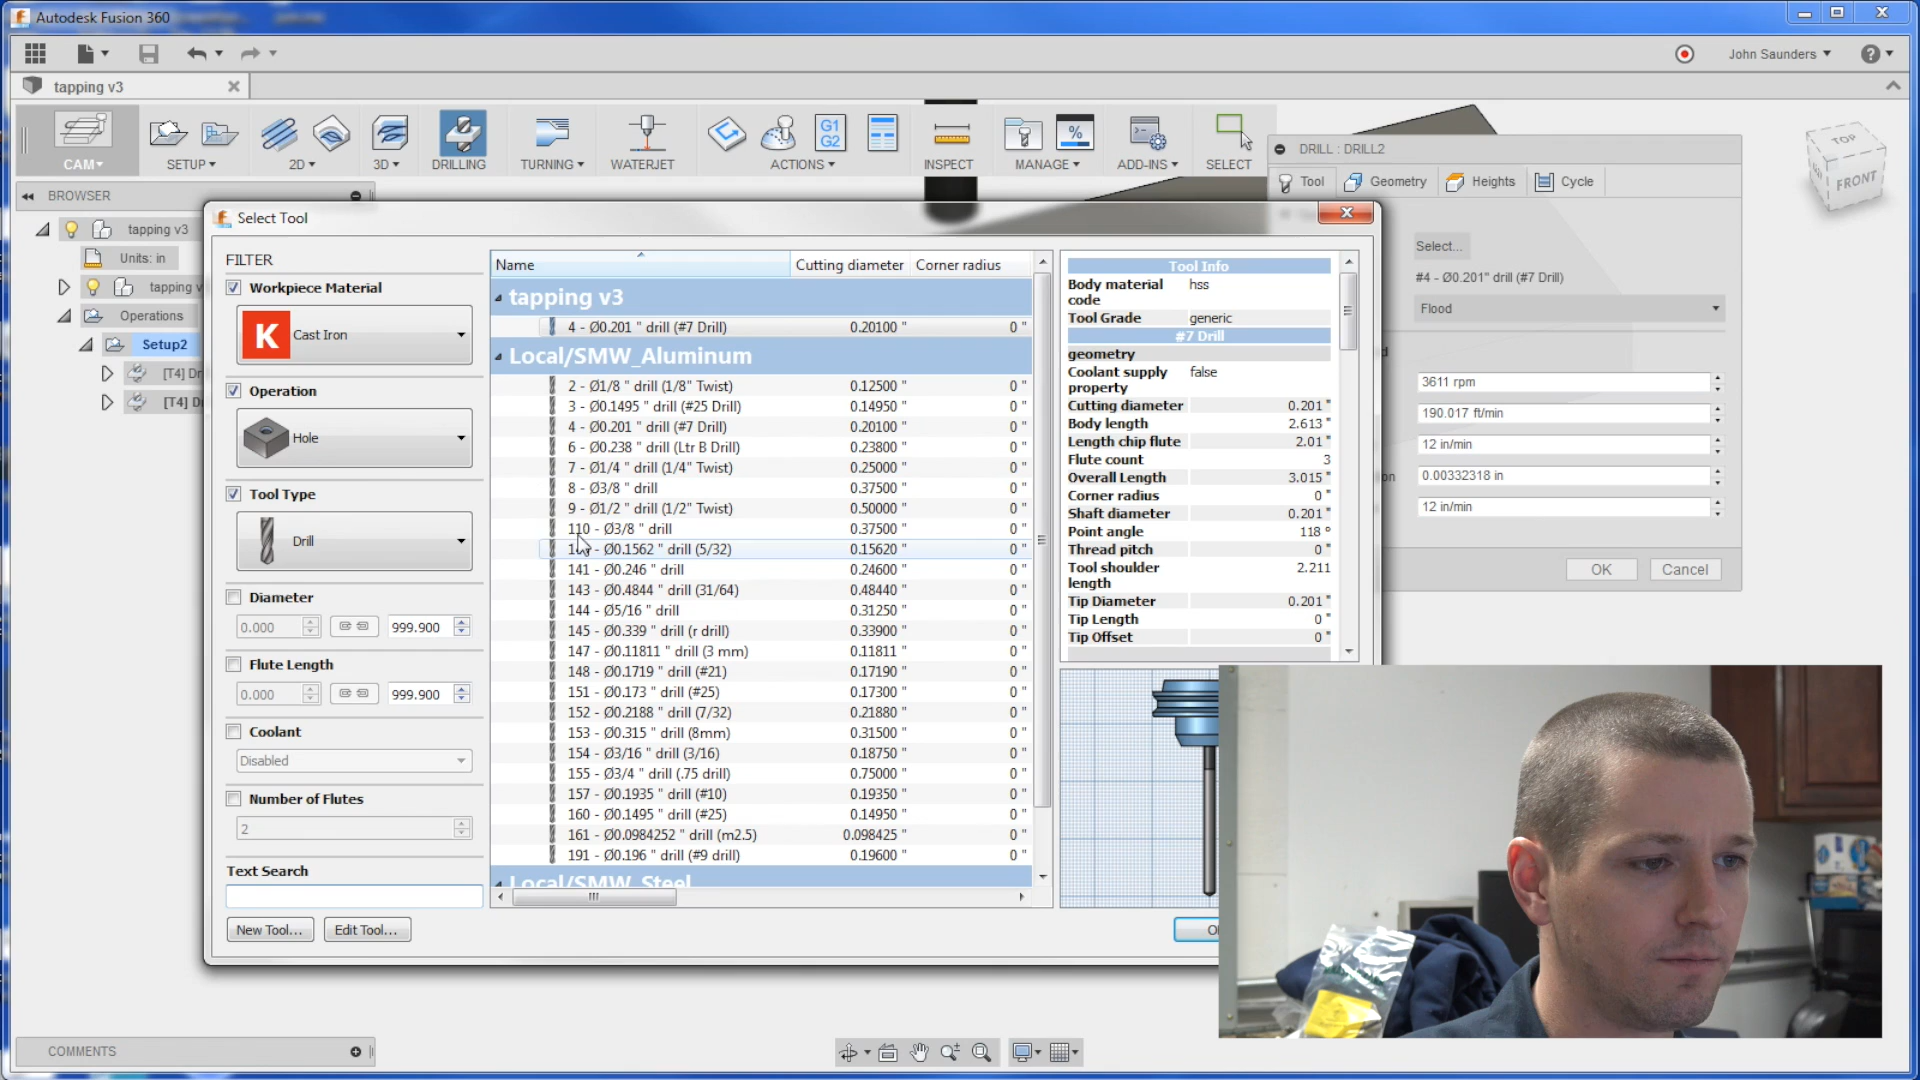 Autodesk Fusion 360
John Saunders
tapping v3
CAM
SETUP
2D
3D
DRILLING
TURNING
WATERJET
G1
G2
ACTIONS
INSPECT
%
MANAGE
ADD-INS
SELECT
TOP
FRONT
DRILL : DRILL2
Tool
Geometry
Heights
Cycle
Select...
#4 - Ø0.201" drill (#7 Drill)
Flood
3611 rpm
190.017 ft/min
12 in/min
0.00332318 in
12 in/min
OK
Cancel
BROWSER
tapping v3
Units: in
tapping v
Operations
Setup2
[T4] Dr
[T4] D
Select Tool
FILTER
Workpiece Material
K
Cast Iron
Operation
Hole
Tool Type
Drill
Diameter
0.000
999.900
Flute Length
0.000
999.900
Coolant
Disabled
Number of Flutes
2
Text Search
New Tool...
Edit Tool...
Name Cutting diameter Corner radius
tapping v3
4 - Ø0.201 " drill (#7 Drill) 0.20100 " 0 "
Local/SMW_Aluminum
2 - Ø1/8 " drill (1/8" Twist) 0.12500 " 0 "
3 - Ø0.1495 " drill (#25 Drill) 0.14950 " 0 "
4 - Ø0.201 " drill (#7 Drill) 0.20100 " 0 "
6 - Ø0.238 " drill (Ltr B Drill) 0.23800 " 0 "
7 - Ø1/4 " drill (1/4" Twist) 0.25000 " 0 "
8 - Ø3/8 " drill 0.37500 " 0 "
9 - Ø1/2 " drill (1/2" Twist) 0.50000 " 0 "
110 - Ø3/8 " drill 0.37500 " 0 "
- Ø0.1562 " drill (5/32) 0.15620 " 0 "
141 - Ø0.246 " drill 0.24600 " 0 "
143 - Ø0.4844 " drill (31/64) 0.48440 " 0 "
144 - Ø5/16 " drill 0.31250 " 0 "
145 - Ø0.339 " drill (r drill) 0.33900 " 0 "
147 - Ø0.11811 " drill (3 mm) 0.11811 " 0 "
148 - Ø0.1719 " drill (#21) 0.17190 " 0 "
151 - Ø0.173 " drill (#25) 0.17300 " 0 "
152 - Ø0.2188 " drill (7/32) 0.21880 " 0 "
153 - Ø0.315 " drill (8mm) 0.31500 " 0 "
154 - Ø3/16 " drill (3/16) 0.18750 " 0 "
155 - Ø3/4 " drill (.75 drill) 0.75000 " 0 "
157 - Ø0.1935 " drill (#10) 0.19350 " 0 "
160 - Ø0.1495 " drill (#25) 0.14950 " 0 "
161 - Ø0.0984252 " drill (m2.5) 0.098425 " 0 "
191 - Ø0.196 " drill (#9 drill) 0.19600 " 0 "
Local/SMW_Steel
Tool Info
Body material code hss
Tool Grade generic
#7 Drill
geometry
Coolant supply property false
Cutting diameter 0.201 "
Body length 2.613 "
Length chip flute 2.01 "
Flute count 3
Overall Length 3.015 "
Corner radius 0 "
Shaft diameter 0.201 "
Point angle 118 °
Thread pitch 0 "
Tool shoulder length 2.211
Tip Diameter 0.201 "
Tip Length 0 "
Tip Offset 0 "
COMMENTS